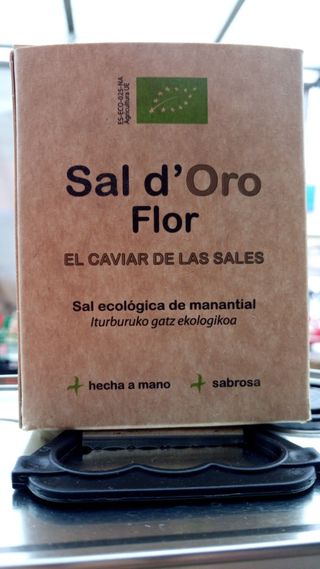 ES-ECO-025-NA
Agricultura UE
Sal d'Oro
Flor
EL CAVIAR DE LAS SALES
Sal ecológica de manantial
Iturburuko gatz ekologikoa
+ hecha a mano + sabrosa